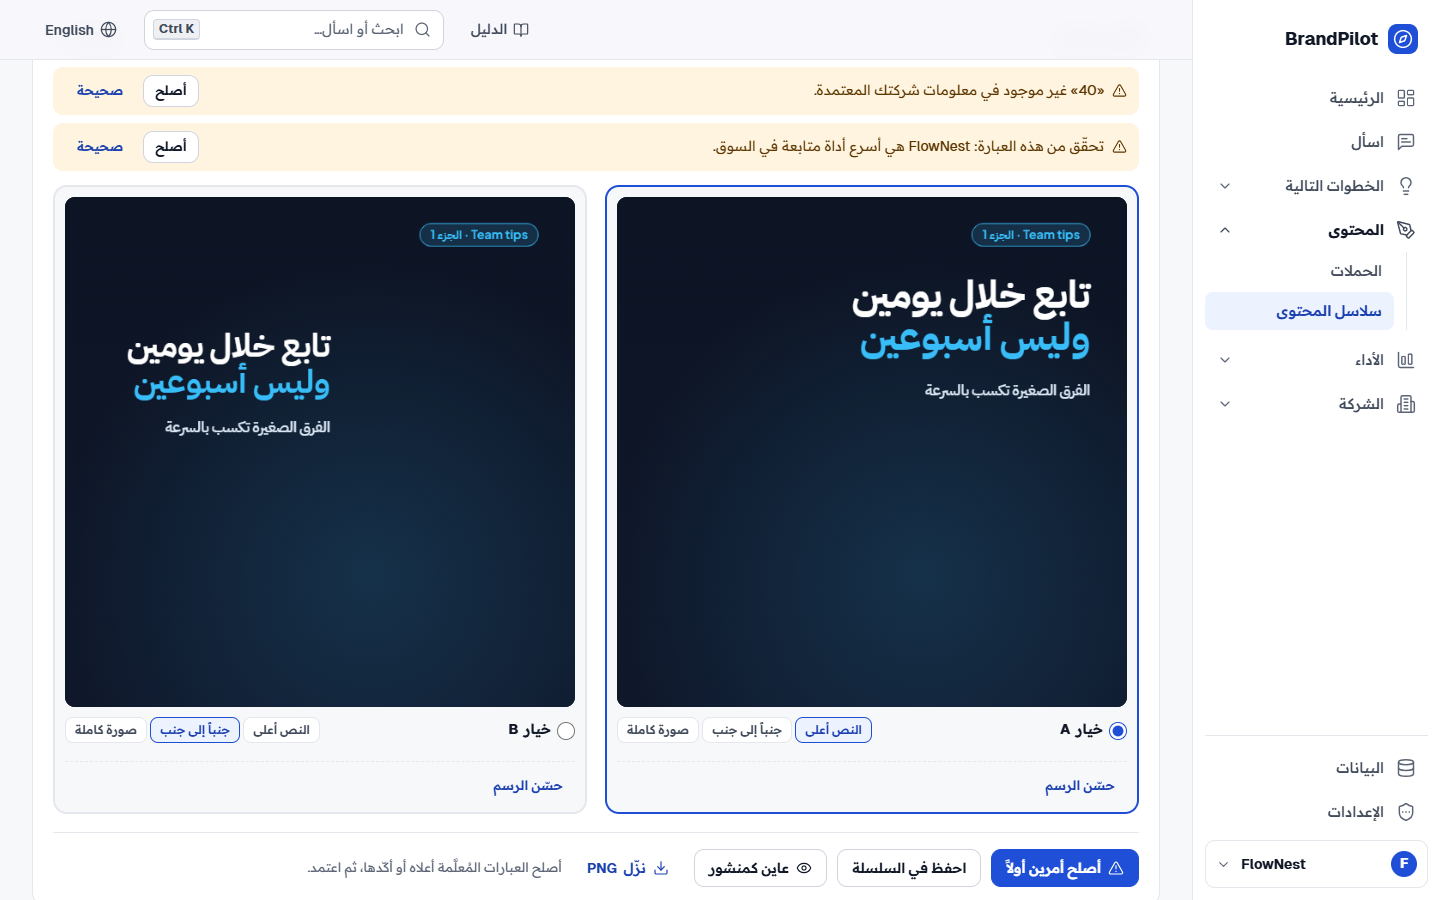 BrandPilot
الرئيسية
اسأل
الخطوات التالية
المحتوى
الحملات
سلاسل المحتوى
الأداء
الشركة
البيانات
الإعدادات
F FlowNest
الدليل
ابحث أو اسأل...
Ctrl K
English
«40» غير موجود في معلومات شركتك المعتمدة.
أصلح
صحيحة
تحقّق من هذه العبارة: FlowNest هي أسرع أداة متابعة في السوق.
أصلح
صحيحة
Team tips · الجزء 1
تابع خلال يومين
وليس أسبوعين
الفرق الصغيرة تكسب بالسرعة
خيار A
النص أعلى
جنباً إلى جنب
صورة كاملة
حسّن الرسم
Team tips · الجزء 1
تابع خلال يومين
وليس أسبوعين
الفرق الصغيرة تكسب بالسرعة
خيار B
النص أعلى
جنباً إلى جنب
صورة كاملة
حسّن الرسم
أصلح أمرين أولاً
احفظ في السلسلة
عاين كمنشور
نزّل PNG
أصلح العبارات المُعلَّمة أعلاه أو أكّدها، ثم اعتمد.